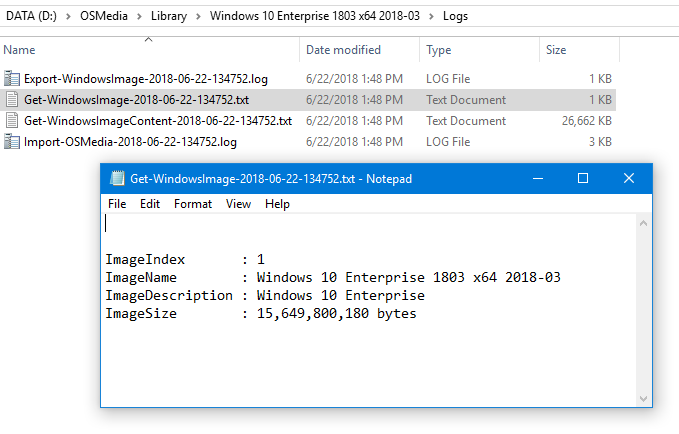 DATA (D:) > OSMedia > Library > Windows 10 Enterprise 1803 x64 2018-03 > Logs
Name Date modified Type Size
Export-WindowsImage-2018-06-22-134752.log 6/22/2018 1:48 PM LOG File 1 KB
Get-WindowsImage-2018-06-22-134752.txt 6/22/2018 1:48 PM Text Document 1 KB
Get-WindowsImageContent-2018-06-22-134752.txt 6/22/2018 1:48 PM Text Document 26,662 KB
Import-OSMedia-2018-06-22-134752.log 6/22/2018 1:48 PM LOG File 3 KB
Get-WindowsImage-2018-06-22-134752.txt - Notepad
File Edit Format View Help
ImageIndex : 1
ImageName : Windows 10 Enterprise 1803 x64 2018-03
ImageDescription : Windows 10 Enterprise
ImageSize : 15,649,800,180 bytes